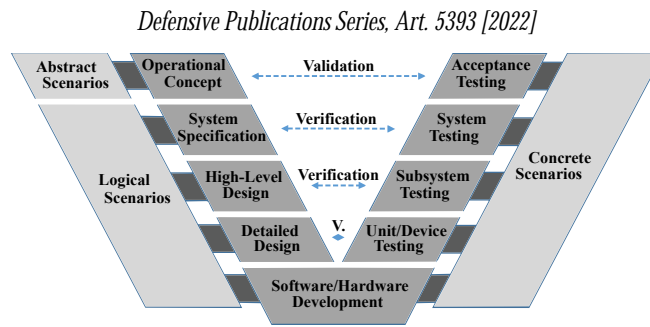 Defensive Publications Series, Art. 5393 [2022]
Abstract
Scenarios
Operational
Concept
Validation
Acceptance
Testing
System
Specification
Verification
System
Testing
Logical
Scenarios
High-Level
Design
Verification
Subsystem
Testing
Concrete
Scenarios
Detailed
Design
V.
Unit/Device
Testing
Software/Hardware
Development